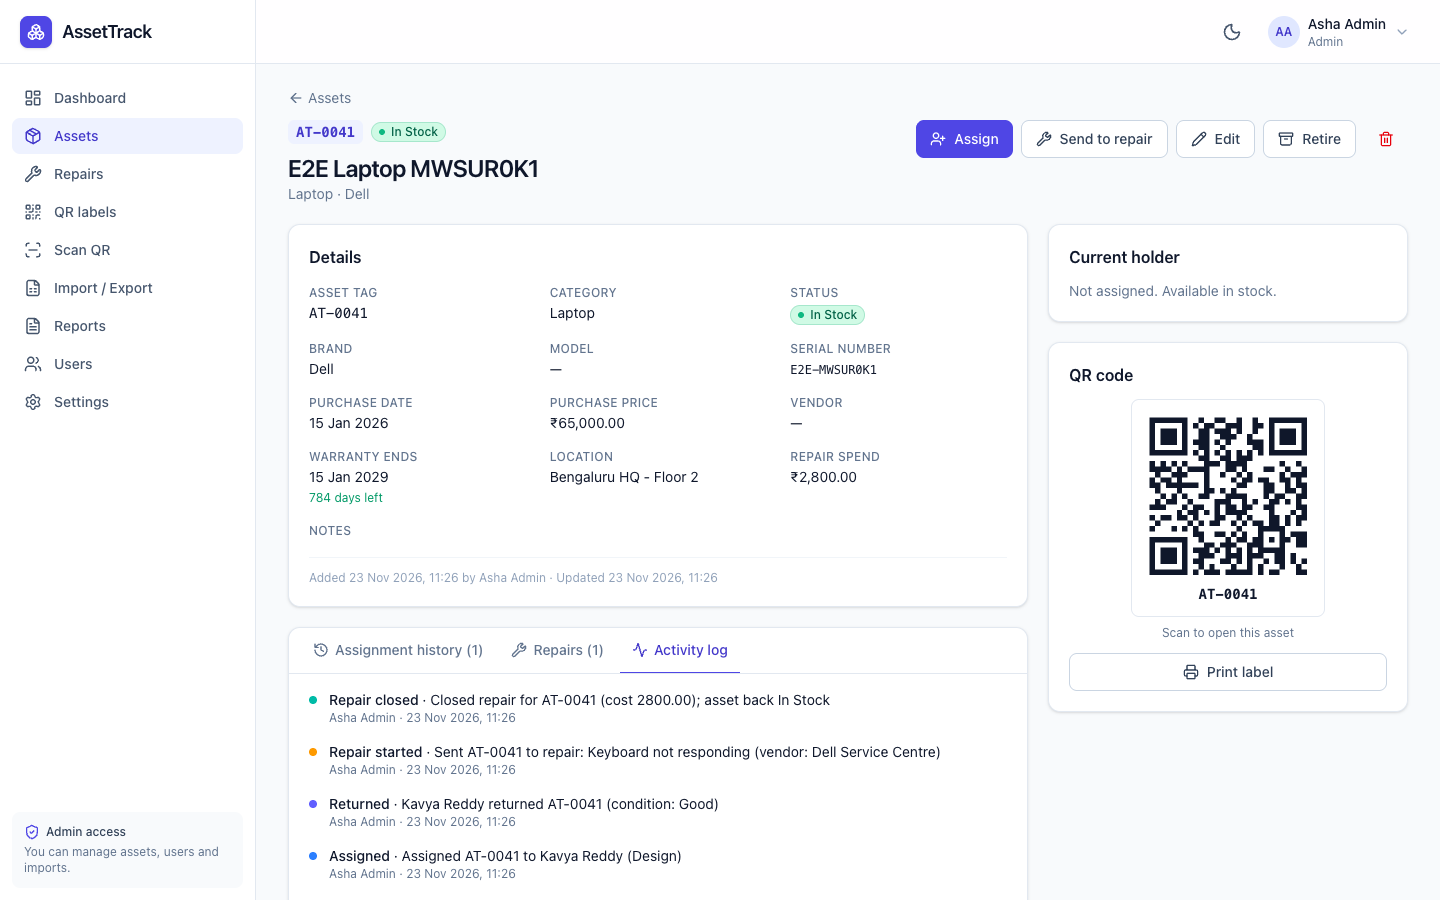 AssetTrack
AA
Asha Admin
Admin
Dashboard
Assets
Repairs
QR labels
Scan QR
Import / Export
Reports
Users
Settings
Admin access
You can manage assets, users and
imports.
Assets
AT-0041
In Stock
E2E Laptop MWSUR0K1
Laptop · Dell
Assign
Send to repair
Edit
Retire
Details
ASSET TAG
AT-0041
CATEGORY
Laptop
STATUS
In Stock
BRAND
Dell
MODEL
—
SERIAL NUMBER
E2E-MWSUR0K1
PURCHASE DATE
15 Jan 2026
PURCHASE PRICE
₹65,000.00
VENDOR
—
WARRANTY ENDS
15 Jan 2029
784 days left
LOCATION
Bengaluru HQ - Floor 2
REPAIR SPEND
₹2,800.00
NOTES
Added 23 Nov 2026, 11:26 by Asha Admin · Updated 23 Nov 2026, 11:26
Assignment history (1)
Repairs (1)
Activity log
Repair closed · Closed repair for AT-0041 (cost 2800.00); asset back In Stock
Asha Admin · 23 Nov 2026, 11:26
Repair started · Sent AT-0041 to repair: Keyboard not responding (vendor: Dell Service Centre)
Asha Admin · 23 Nov 2026, 11:26
Returned · Kavya Reddy returned AT-0041 (condition: Good)
Asha Admin · 23 Nov 2026, 11:26
Assigned · Assigned AT-0041 to Kavya Reddy (Design)
Asha Admin · 23 Nov 2026, 11:26
Current holder
Not assigned. Available in stock.
QR code
AT-0041
Scan to open this asset
Print label